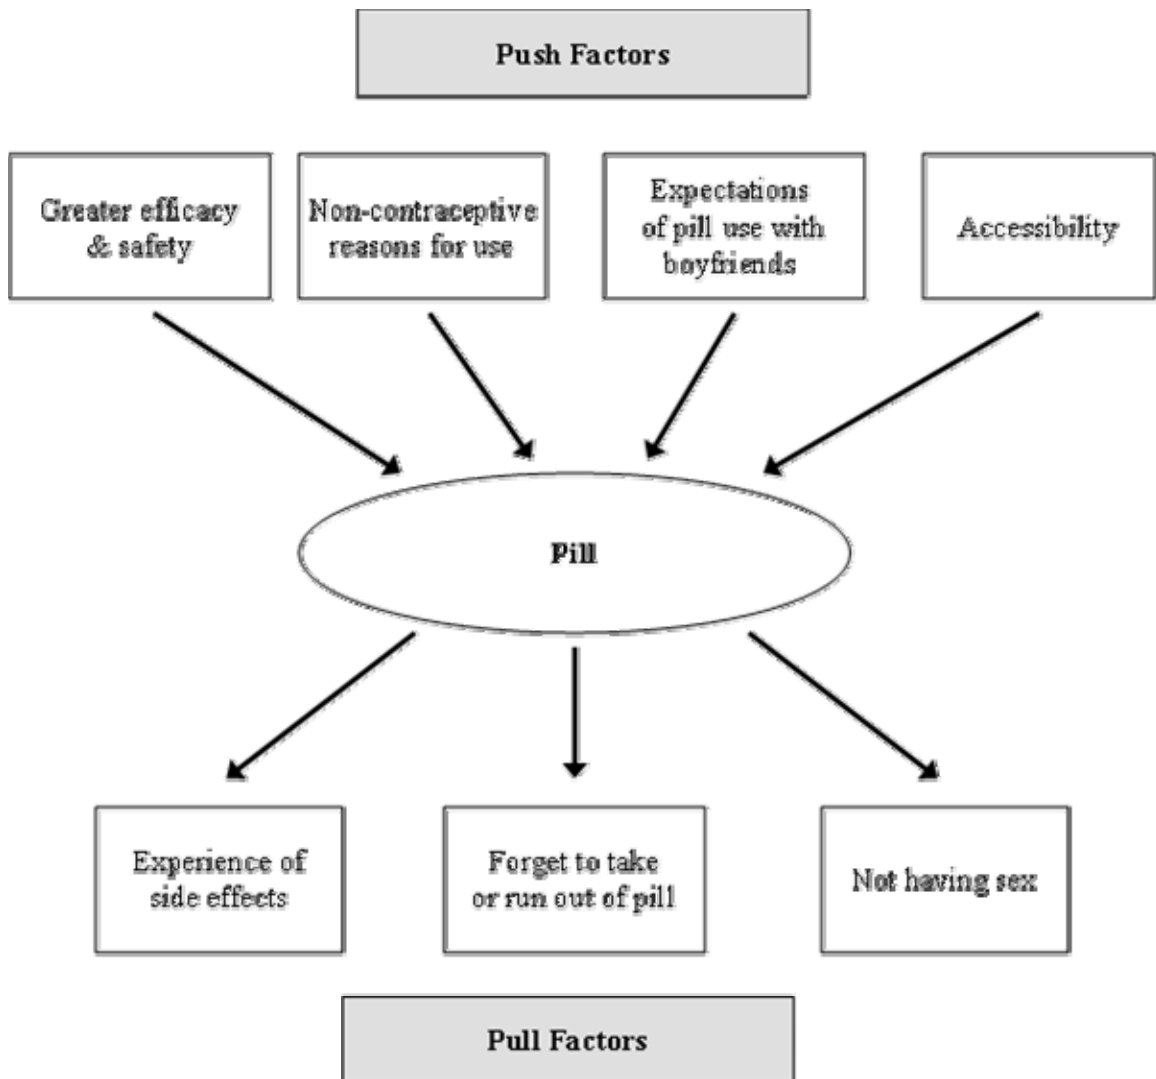 Push Factors
Greater efficacy
& safety
Non-contraceptive
reasons for use
Expectations
of pill use with
boyfriends
Accessibility
Pill
Experience of
side effects
Forget to take
or run out of pill
Not having sex
Pull Factors